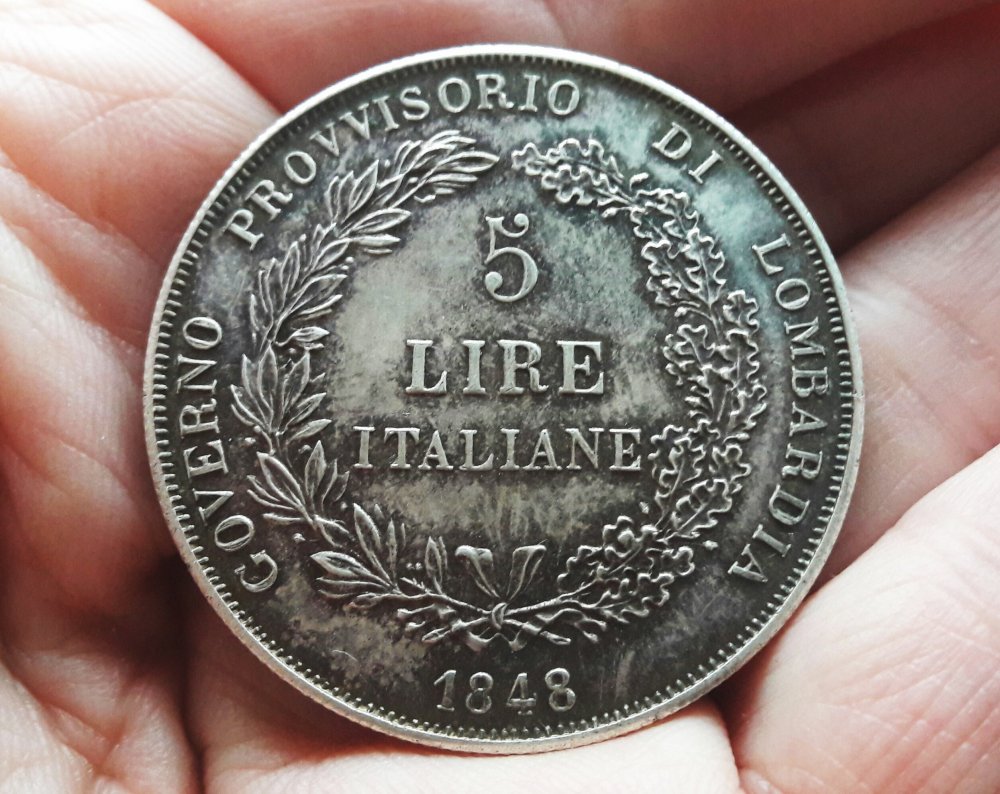 GOVERNO PROVVISORIO DI LOMBARDIA
5
LIRE
ITALIANE
1848